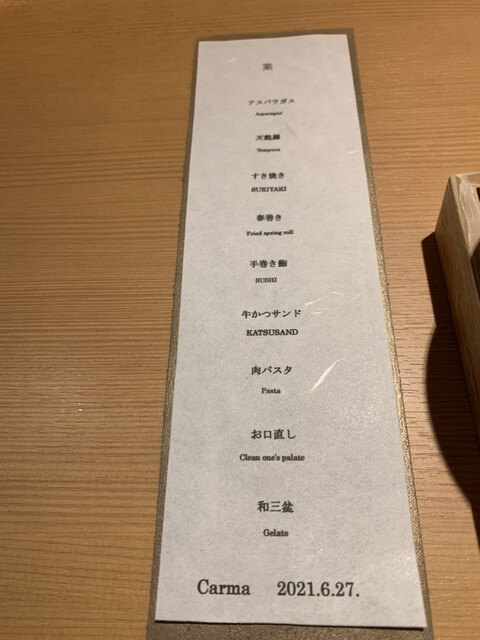 業
アスパラガス
Asparagus'
天麩羅
Tempura
すき焼き
SUKIYAKI
春巻き
Fried spring roll
手巻き鮨
SUSHI
牛かつサンド
KATSUSAND
肉パスタ
Pasta
お口直し
Clean one's palate
和三盆
Gelato
Carma 2021.6.27.